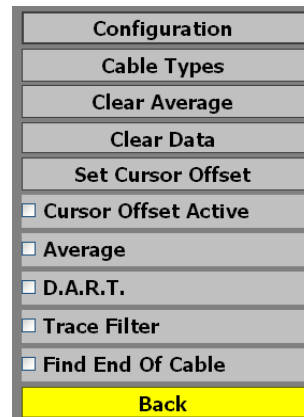 Configuration
Cable Types
Clear Average
Clear Data
Set Cursor Offset
Cursor Offset Active
Average
D.A.R.T.
Trace Filter
Find End Of Cable
Back